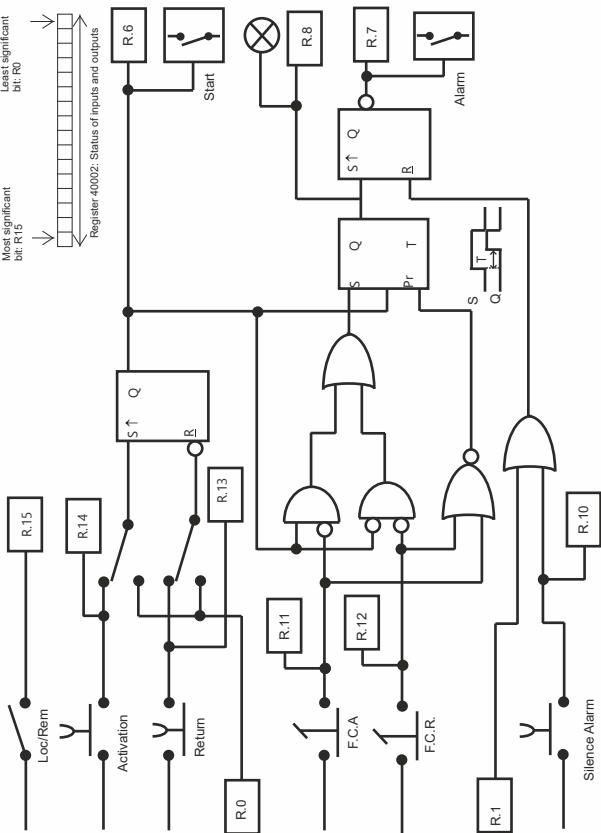 Least significant
bit: R0
Most significant
bit: R15
Register 40002: Status of inputs and outputs
R.6
Start
R.8
R.7
Alarm
S↑ Q
R
S Q
Pr T
S↑ Q
R
T
S
Q
R.15
R.14
R.13
R.11
R.12
R.10
Loc/Rem
Activation
Return
R.0
F.C.A
F.C.R.
R.1
Silence Alarm